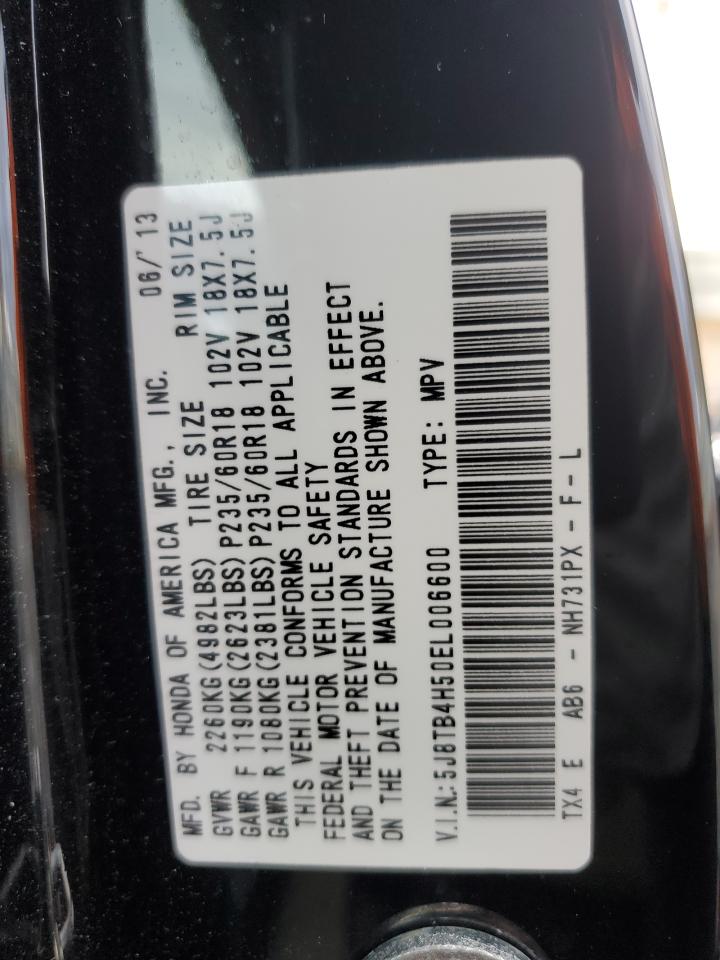 MFD. BY HONDA OF AMERICA MFG., INC. 06/'13
GVWR 2260KG(4982LBS) TIRE SIZE RIM SIZE
GAWR F 1190KG(2623LBS) P235/60R18 102V 18X7.5J
GAWR R 1080KG(2381LBS) P235/60R18 102V 18X7.5J
THIS VEHICLE CONFORMS TO ALL APPLICABLE
FEDERAL MOTOR VEHICLE SAFETY
AND THEFT PREVENTION STANDARDS IN EFFECT
ON THE DATE OF MANUFACTURE SHOWN ABOVE.
V.I.N.:5J8TB4H50EL006600 TYPE: MPV
TX4 E AB6 - NH731PX - F - L